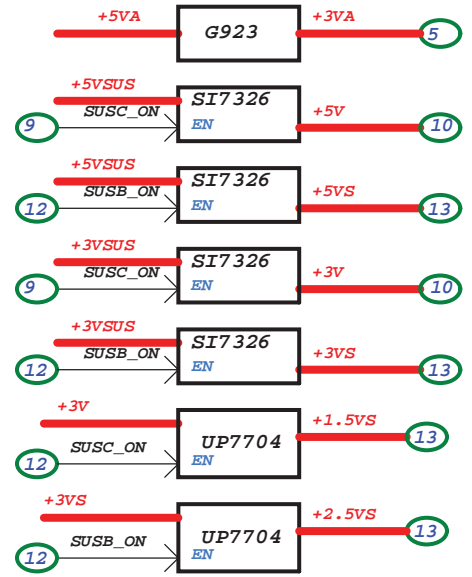 +5VA G923 +3VA 5
+5VSUS SI7326
9 SUSC_ON EN +5V 10
+5VSUS SI7326
12 SUSB_ON EN +5VS 13
+3VSUS SI7326
9 SUSC_ON EN +3V 10
+3VSUS SI7326
12 SUSB_ON EN +3VS 13
+3V +1.5VS 13
12 SUSC_ON UP7704
EN
+3VS +2.5VS 13
12 SUSB_ON UP7704
EN